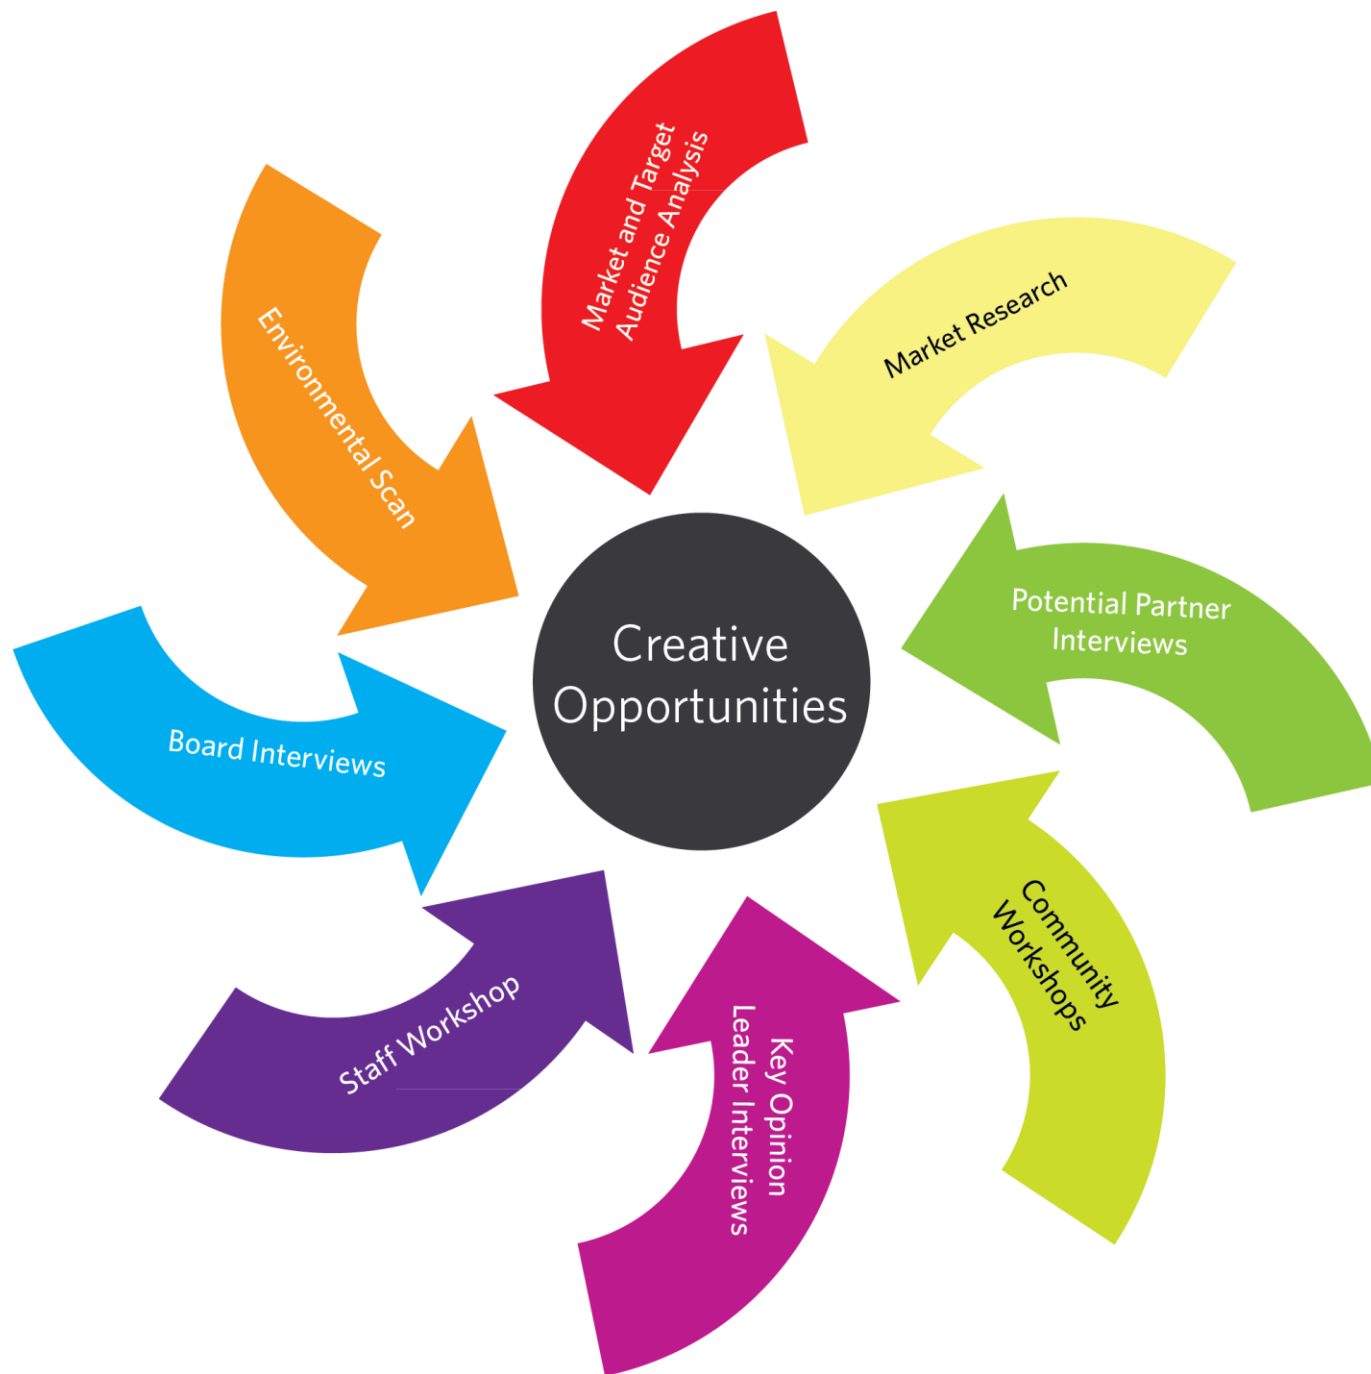 Market and Target
Audience Analysis
Market Research
Potential Partner
Interviews
Community
Workshops
Key Opinion
Leader Interviews
Staff Workshop
Board Interviews
Environmental Scan
Creative
Opportunities